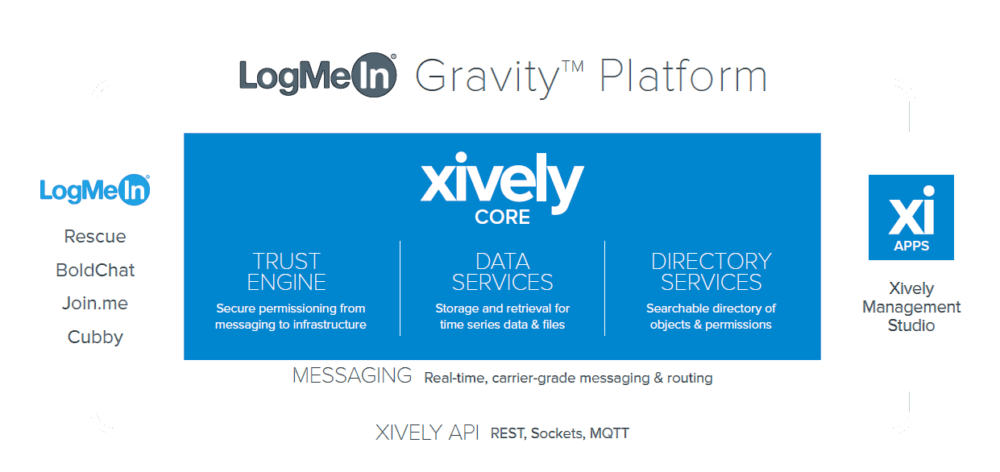 LogMeIn® Gravity™ Platform
LogMeIn®
Rescue
BoldChat
Join.me
Cubby
xively
CORE
TRUST
ENGINE
Secure permissioning from
messaging to infrastructure
DATA
SERVICES
Storage and retrieval for
time series data & files
DIRECTORY
SERVICES
Searchable directory of
objects & permissions
xi
APPS
Xively
Management
Studio
MESSAGING Real-time, carrier-grade messaging & routing
XIVELY API REST, Sockets, MQTT